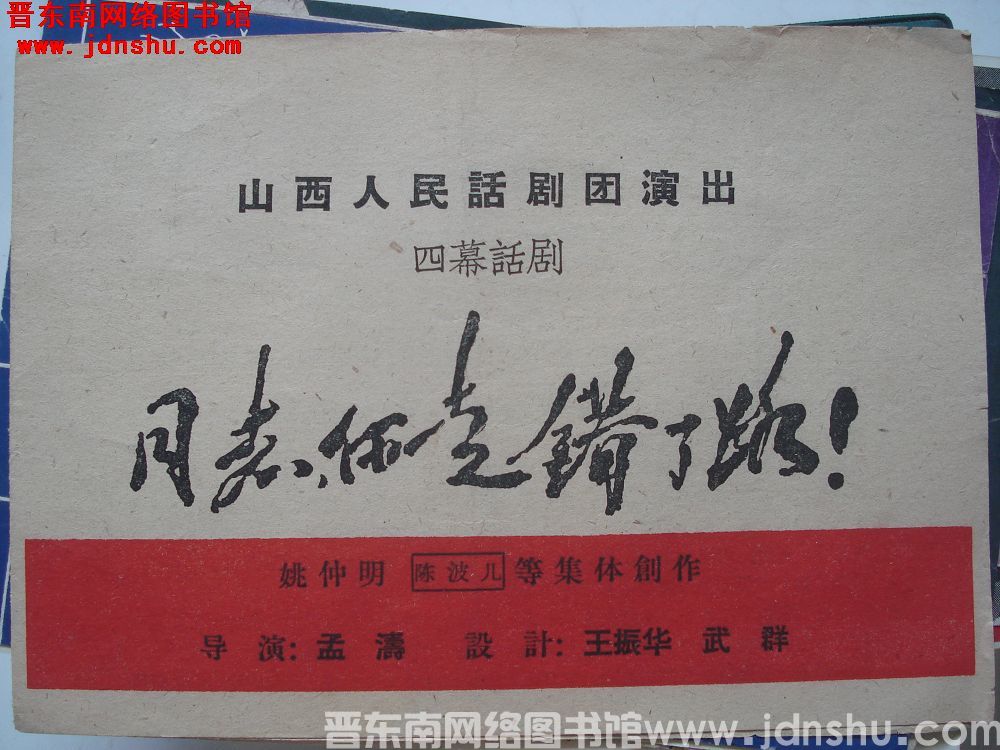 晋东南网络图书馆
www.jdnshu.com
山西人民話剧团演出
四幕話剧
同志,你走錯了路!
姚仲明 陈波儿 等集体創作
导演:孟濤 設計:王振华 武群
晋东南网络图书馆www.jdnshu.com